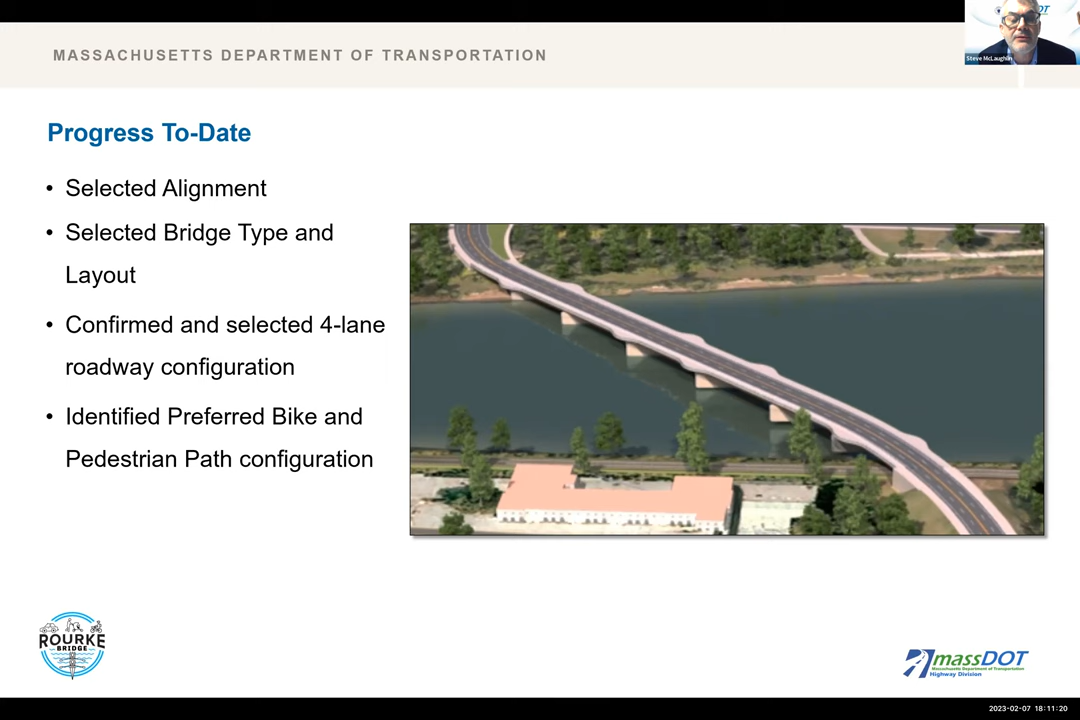 DOT
Steve McLaughlin
MASSACHUSETTS DEPARTMENT OF TRANSPORTATION
Progress To-Date
• Selected Alignment
• Selected Bridge Type and
Layout
• Confirmed and selected 4-lane
roadway configuration
• Identified Preferred Bike and
Pedestrian Path configuration
ROURKE
BRIDGE
massDOT
Massachusetts Department of Transportation
Highway Division
2023-02-07 18:11:20